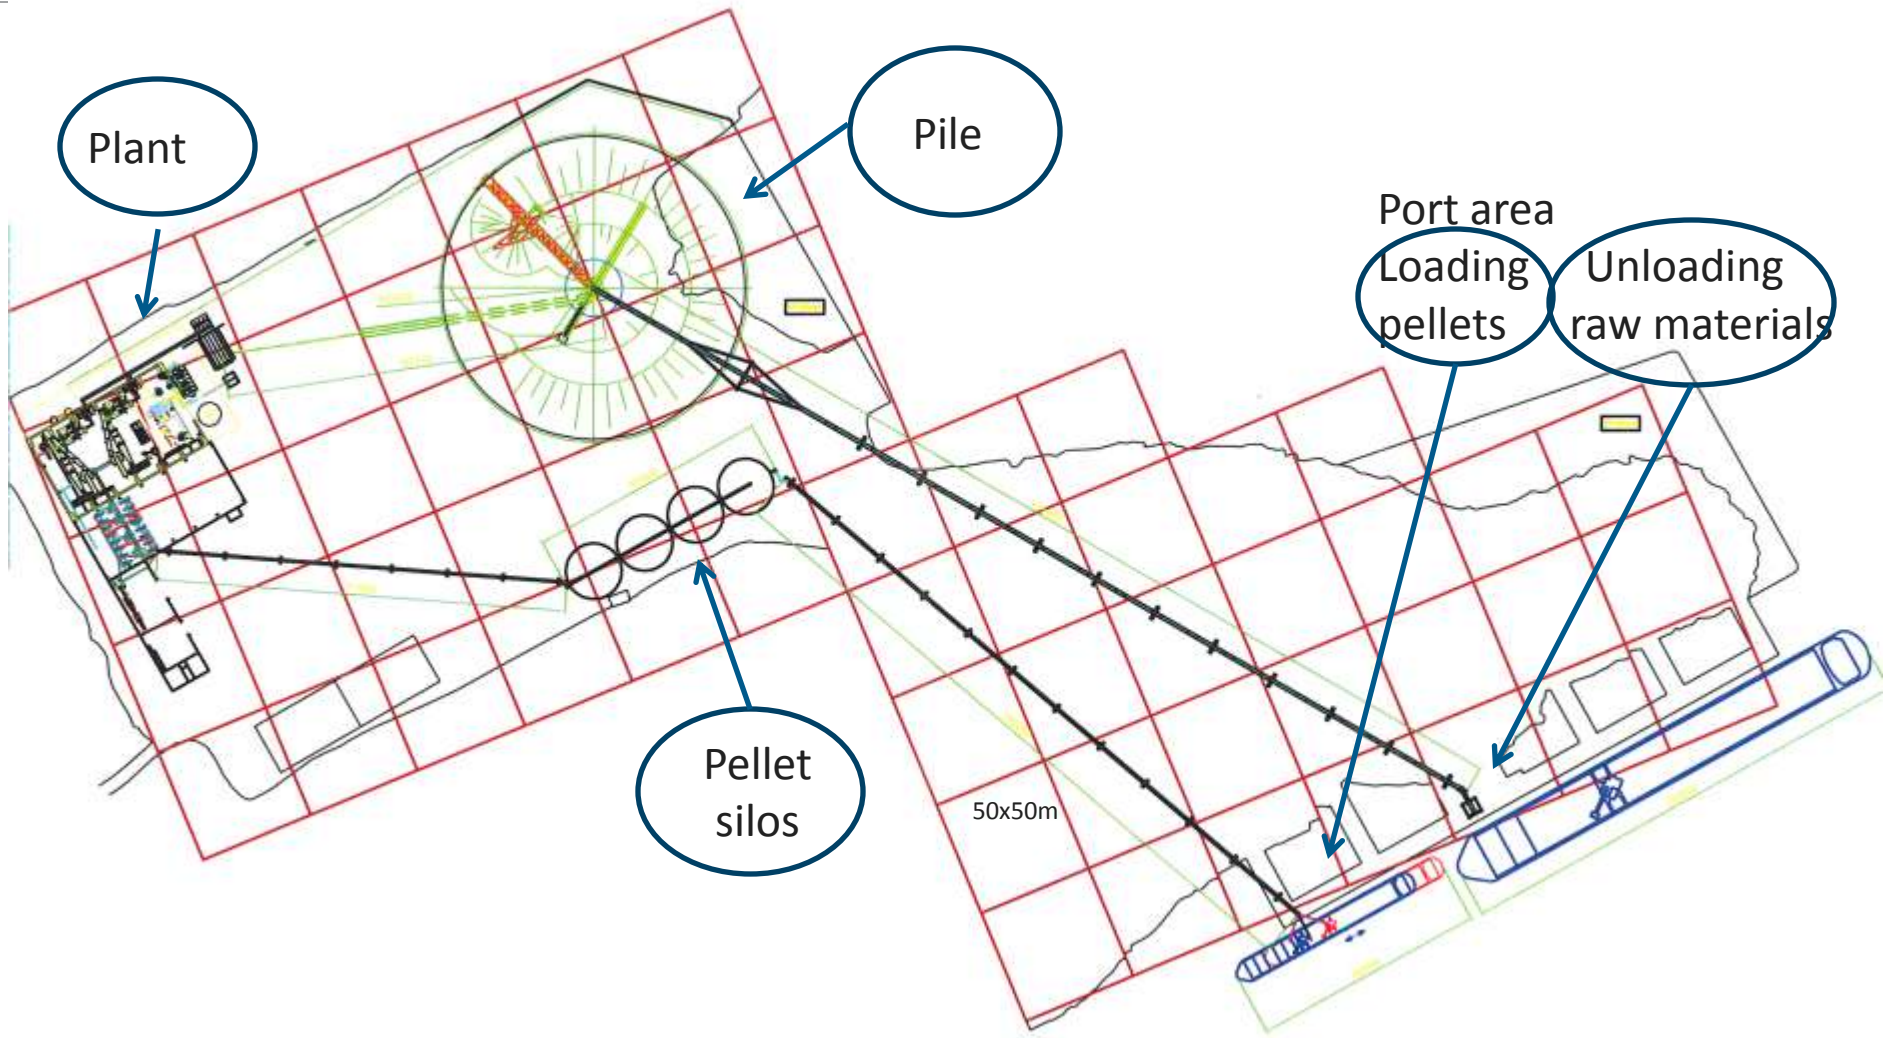 Plant
Pile
Port area
Loading
pellets
Unloading
raw materials
Pellet
silos
50x50m